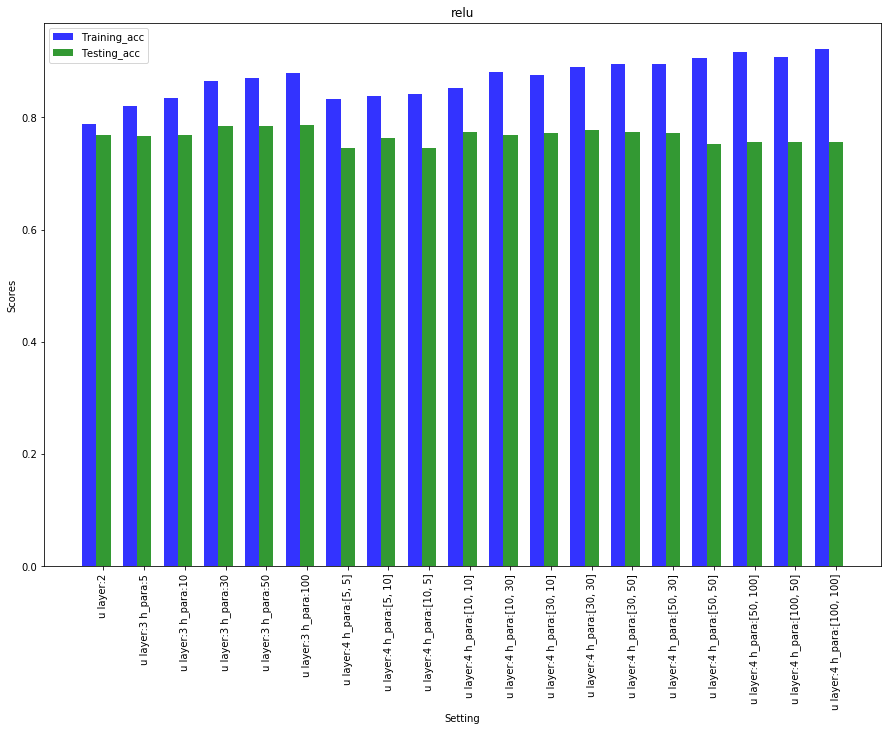 relu
Training_acc
Testing_acc
Scores
0.8
0.6
0.4
0.2
0.0
u layer:2
u layer:3 h_para:5
u layer:3 h_para:10
u layer:3 h_para:30
u layer:3 h_para:50
u layer:3 h_para:100
u layer:4 h_para:[5, 5]
u layer:4 h_para:[5, 10]
u layer:4 h_para:[10, 5]
u layer:4 h_para:[10, 10]
u layer:4 h_para:[10, 30]
u layer:4 h_para:[30, 10]
u layer:4 h_para:[30, 30]
u layer:4 h_para:[30, 50]
u layer:4 h_para:[50, 30]
u layer:4 h_para:[50, 50]
u layer:4 h_para:[50, 100]
u layer:4 h_para:[100, 50]
u layer:4 h_para:[100, 100]
Setting